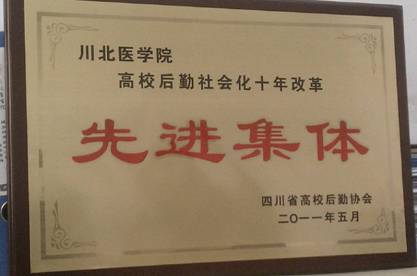 川北医学院
高校后勤社会化十年改革
先进集体
四川省高校后勤协会
二〇一一年五月